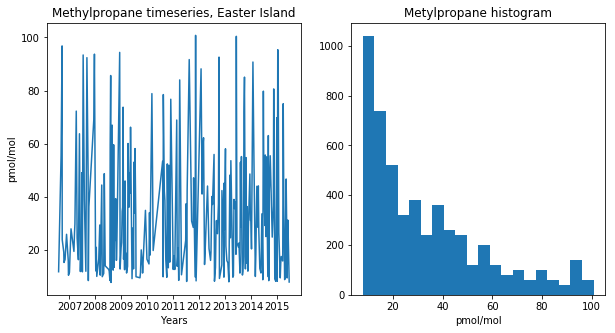 Methylpropane timeseries, Easter Island
100
80
60
40
20
pmol/mol
2007 2008 2009 2010 2011 2012 2013 2014 2015
Years
Metylpropane histogram
1000
800
600
400
200
0
20 40 60 80 100
pmol/mol